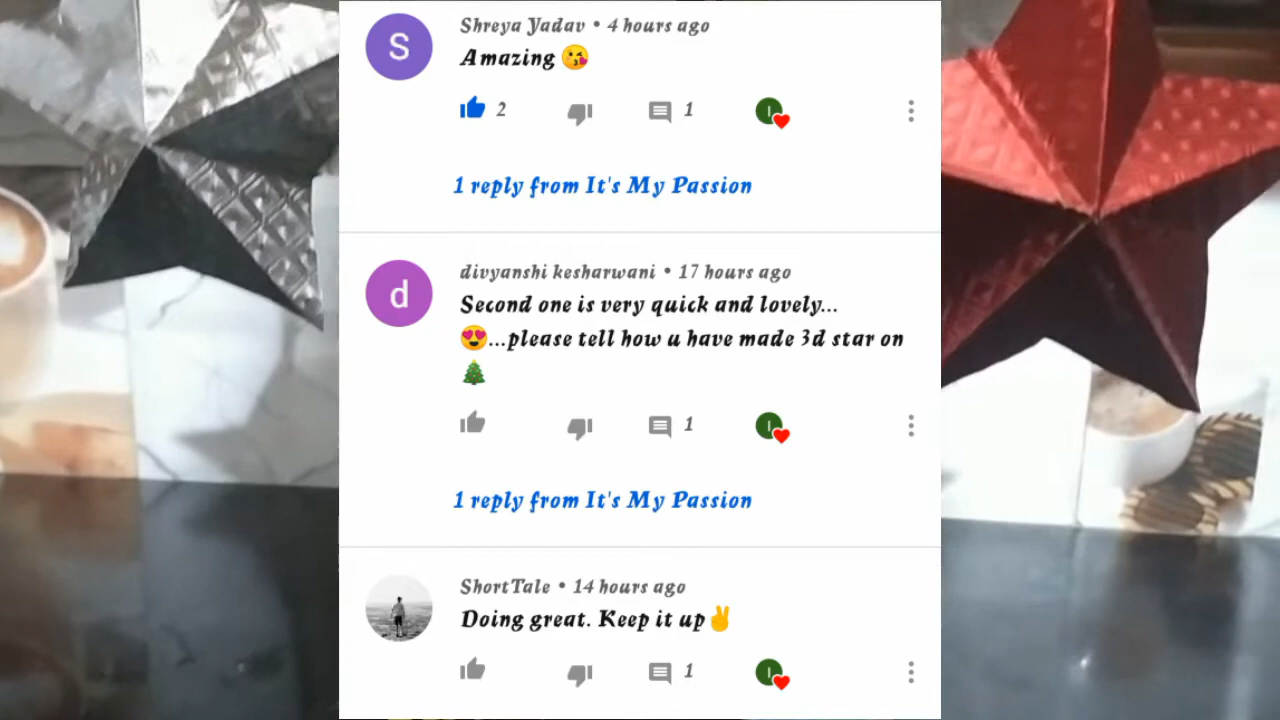 S
Shreya Yadav • 4 hours ago
Amazing 😘
2
1
I
1 reply from It's My Passion
d
divyanshi kesharwani • 17 hours ago
Second one is very quick and lovely...
😍...please tell how u have made 3d star on
🎄
1
I
1 reply from It's My Passion
ShortTale • 14 hours ago
Doing great. Keep it up✌️
1
I